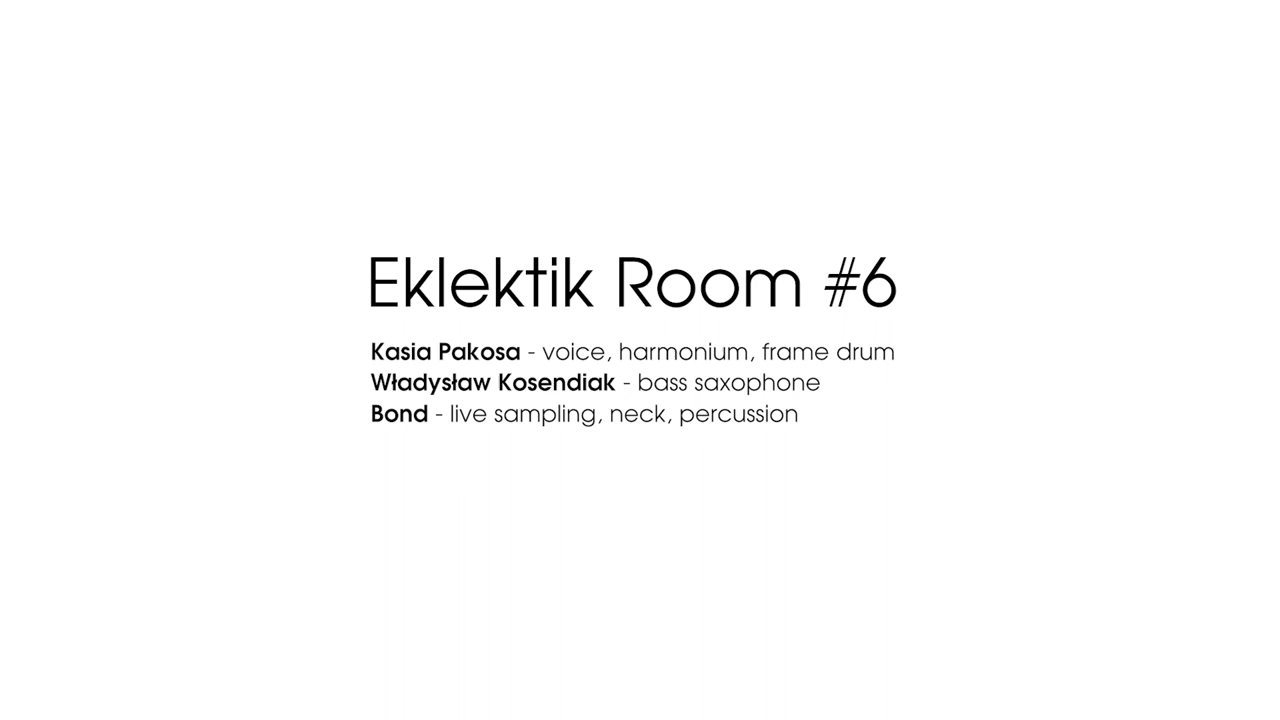 Eklektik Room #6
Kasia Pakosa - voice, harmonium, frame drum
Władysław Kosendiak - bass saxophone
Bond - live sampling, neck, percussion